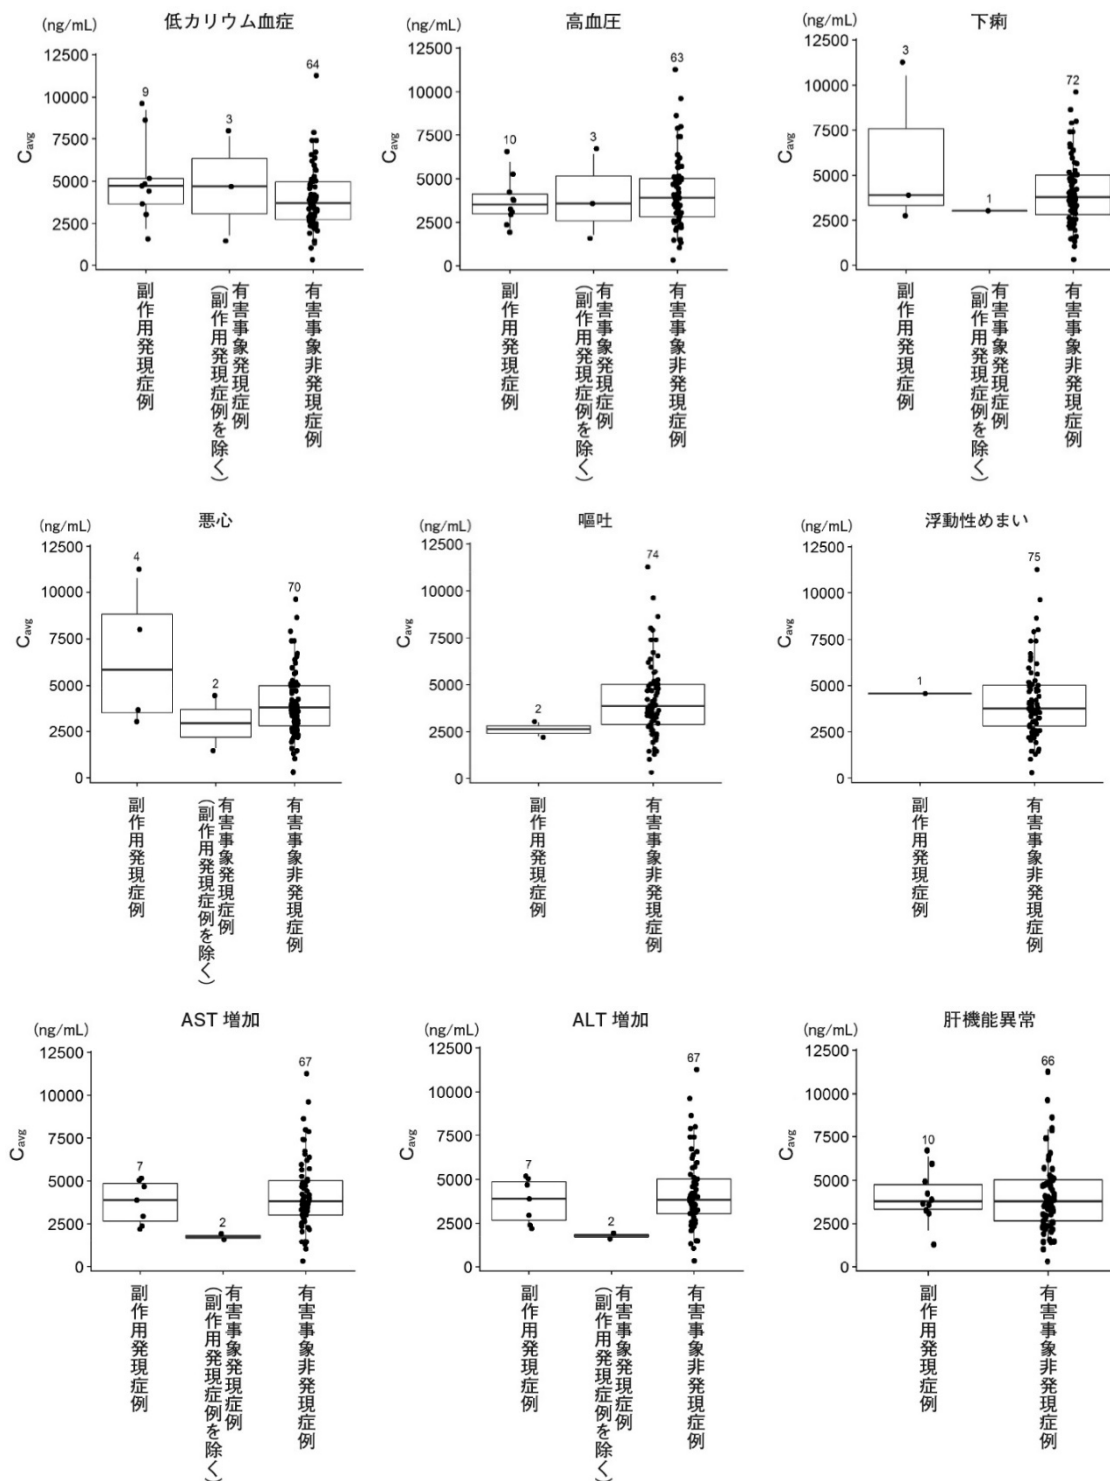 低カリウム血症
(ng/mL)
12500
10000
7500
5000
2500
0
Cavg
9
3
64
副作用発現症例
有害事象発現症例
(副作用発現症例を除く)
有害事象非発現症例
高血圧
(ng/mL)
12500
10000
7500
5000
2500
0
Cavg
10
3
63
副作用発現症例
有害事象発現症例
(副作用発現症例を除く)
有害事象非発現症例
下痢
(ng/mL)
12500
10000
7500
5000
2500
0
Cavg
3
1
72
副作用発現症例
有害事象発現症例
(副作用発現症例を除く)
有害事象非発現症例
悪心
(ng/mL)
12500
10000
7500
5000
2500
0
Cavg
4
2
70
副作用発現症例
有害事象発現症例
(副作用発現症例を除く)
有害事象非発現症例
嘔吐
(ng/mL)
12500
10000
7500
5000
2500
0
Cavg
2
74
副作用発現症例
有害事象非発現症例
浮動性めまい
(ng/mL)
12500
10000
7500
5000
2500
0
Cavg
1
75
副作用発現症例
有害事象非発現症例
AST 増加
(ng/mL)
12500
10000
7500
5000
2500
0
Cavg
7
2
67
副作用発現症例
有害事象発現症例
(副作用発現症例を除く)
有害事象非発現症例
ALT 増加
(ng/mL)
12500
10000
7500
5000
2500
0
Cavg
7
2
67
副作用発現症例
有害事象発現症例
(副作用発現症例を除く)
有害事象非発現症例
肝機能異常
(ng/mL)
12500
10000
7500
5000
2500
0
Cavg
10
66
副作用発現症例
有害事象非発現症例